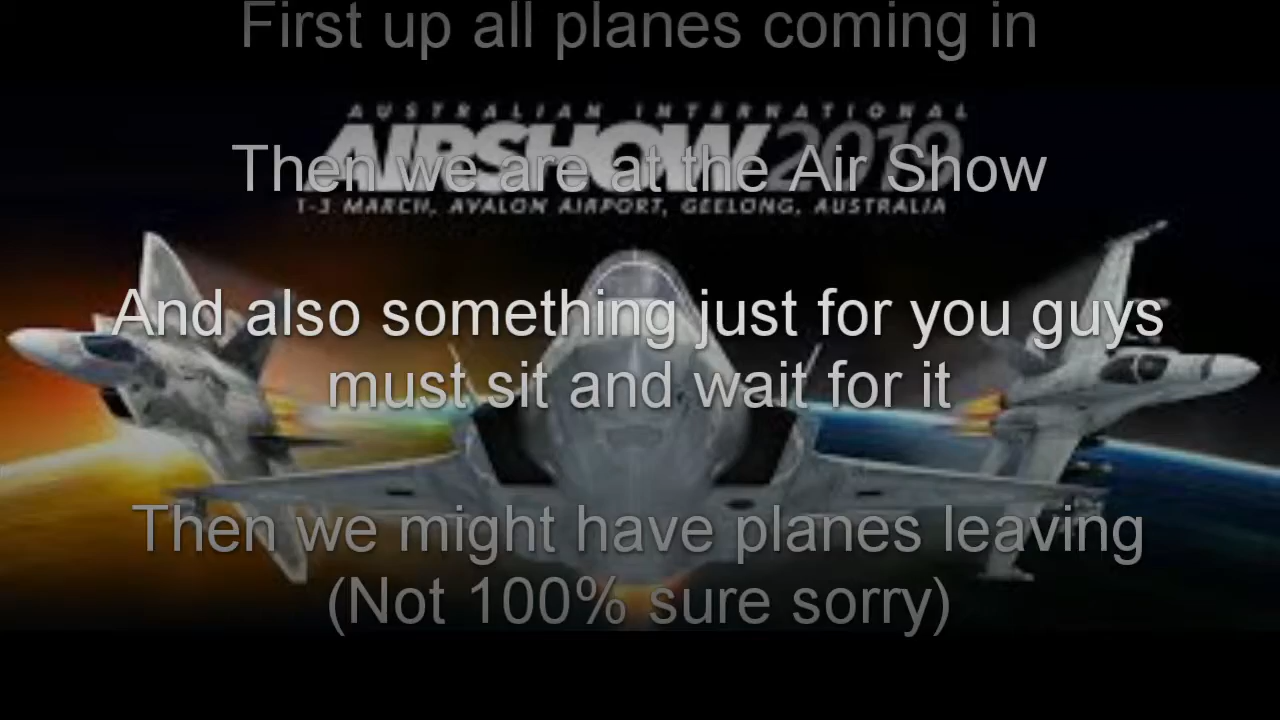 First up all planes coming in
AUSTRALIAN INTERNATIONAL
AIRSHOW 2019
Then we are at the Air Show
1-3 MARCH, AVALON AIRPORT, GEELONG, AUSTRALIA
And also something just for you guys
must sit and wait for it
Then we might have planes leaving
(Not 100% sure sorry)